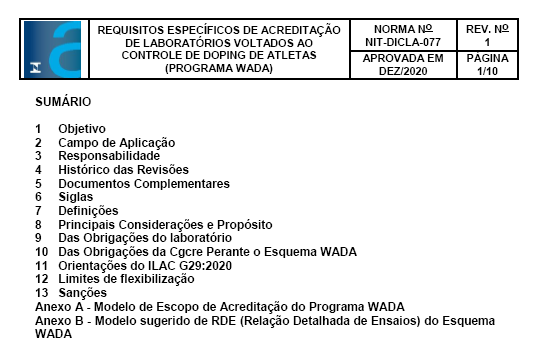 REQUISITOS ESPECÍFICOS DE ACREDITAÇÃO
DE LABORATÓRIOS VOLTADOS AO
CONTROLE DE DOPING DE ATLETAS
(PROGRAMA WADA)
NORMA Nº
NIT-DICLA-077
REV. Nº
1
APROVADA EM
DEZ/2020
PÁGINA
1/10
SUMÁRIO
1 Objetivo
2 Campo de Aplicação
3 Responsabilidade
4 Histórico das Revisões
5 Documentos Complementares
6 Siglas
7 Definições
8 Principais Considerações e Propósito
9 Das Obrigações do laboratório
10 Das Obrigações da Cgcre Perante o Esquema WADA
11 Orientações do ILAC G29:2020
12 Limites de flexibilização
13 Sanções
Anexo A - Modelo de Escopo de Acreditação do Programa WADA
Anexo B - Modelo sugerido de RDE (Relação Detalhada de Ensaios) do Esquema
WADA